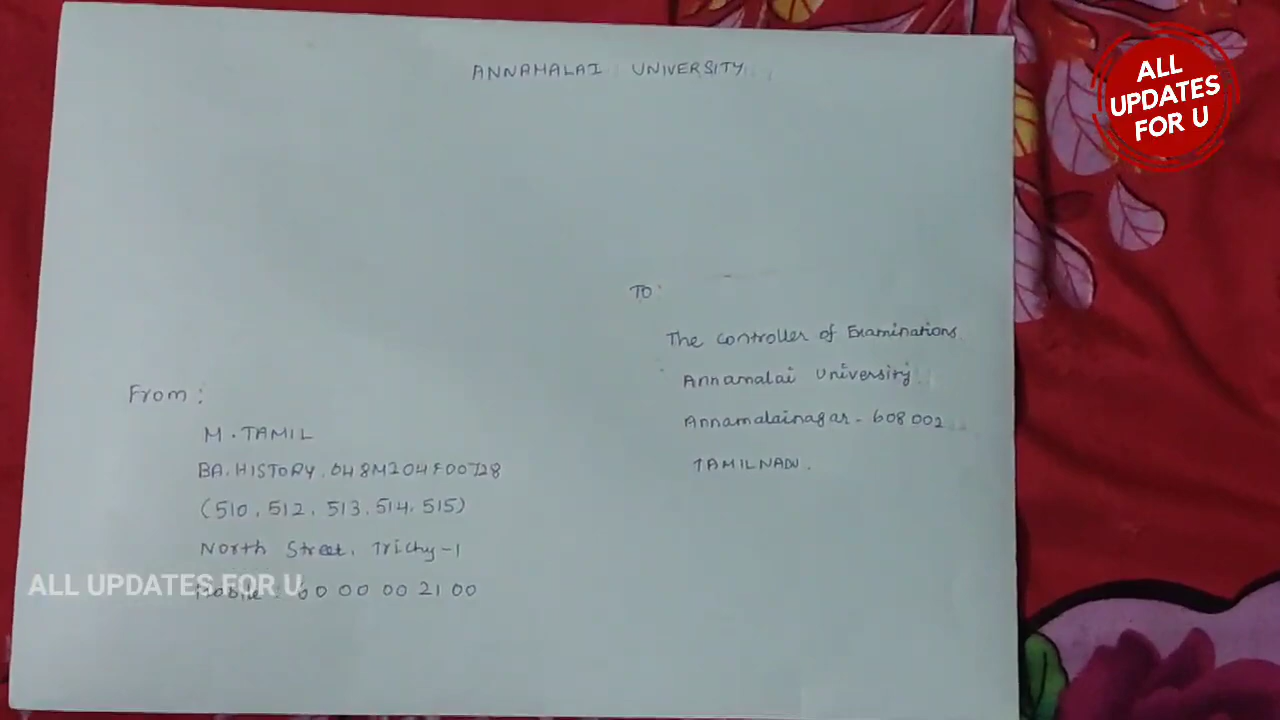 ANNAMALAI UNIVERSITY
ALL
UPDATES
FOR U
TO:
The Controller of Examinations
Annamalai University
Annamalainagar - 608 002
TAMILNADU.
From:
M. TAMIL
BA. HISTORY. 048M204F00728
(510, 512, 513, 514, 515)
North Street, Trichy-1
ALL UPDATES FOR U
Mobile: 60 00 00 21 00